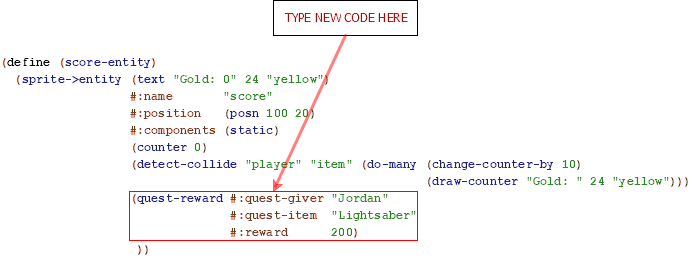 TYPE NEW CODE HERE
(define (score-entity)
  (sprite->entity (text "Gold: 0" 24 "yellow")
                  #:name       "score"
                  #:position   (posn 100 20)
                  #:components (static)
                  (counter 0)
                  (detect-collide "player" "item" (do-many (change-counter-by 10)
                                                           (draw-counter "Gold: " 24 "yellow")))
                  (quest-reward #:quest-giver "Jordan"
                                #:quest-item  "Lightsaber"
                                #:reward      200)
                   ))